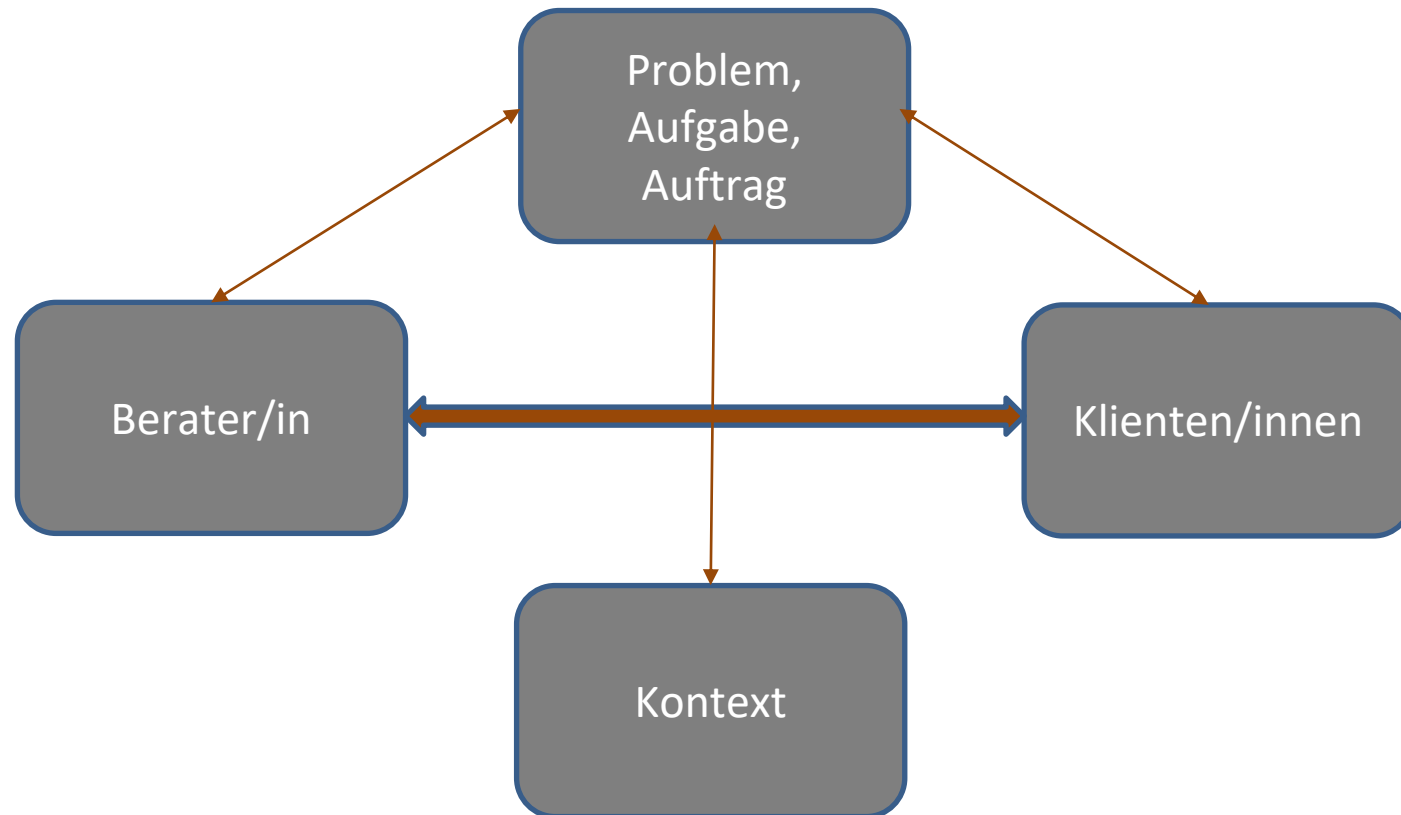 Problem,
Aufgabe,
Auftrag
Berater/in
Klienten/innen
Kontext